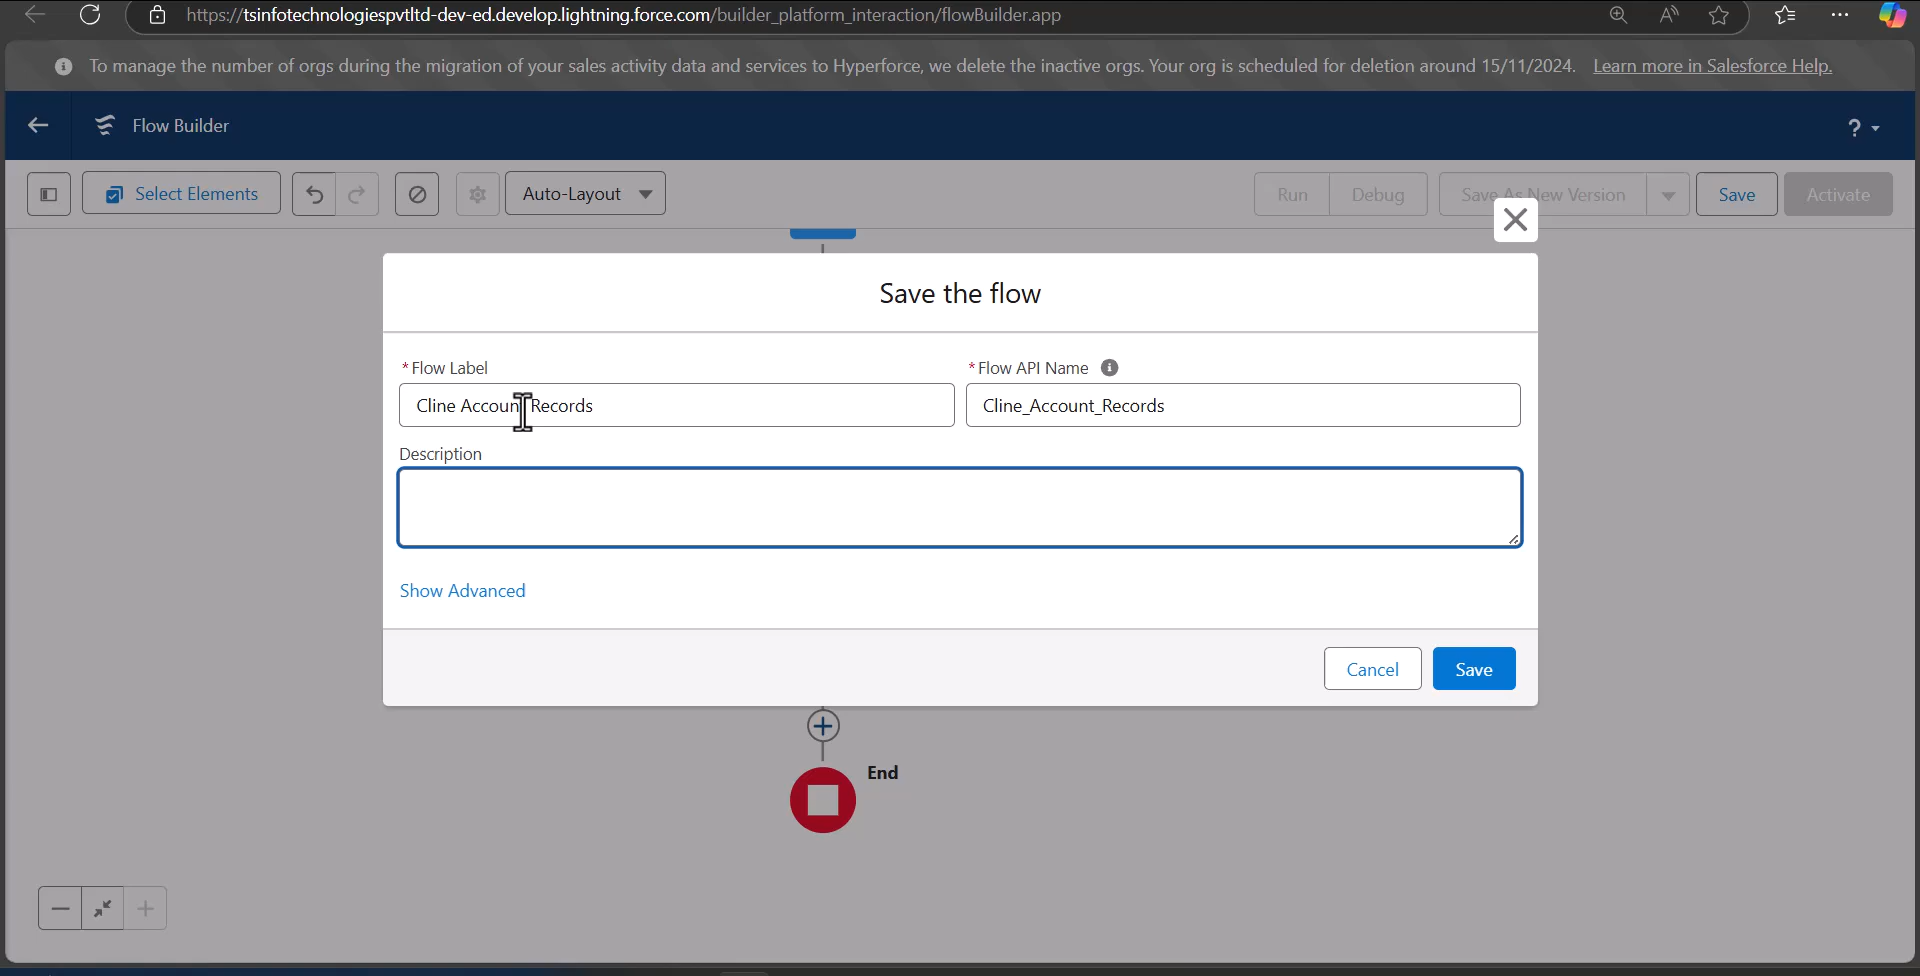 https://tsinfotechnologiespvtltd-dev-ed.develop.lightning.force.com/builder_platform_interaction/flowBuilder.app
To manage the number of orgs during the migration of your sales activity data and services to Hyperforce, we delete the inactive orgs. Your org is scheduled for deletion around 15/11/2024. Learn more in Salesforce Help.
Flow Builder
?
Select Elements
Auto-Layout
Run
Debug
Save As New Version
Save
Activate
Save the flow
*Flow Label
*Flow API Name
Cline Account Records
Cline_Account_Records
Description
Show Advanced
Cancel
Save
End